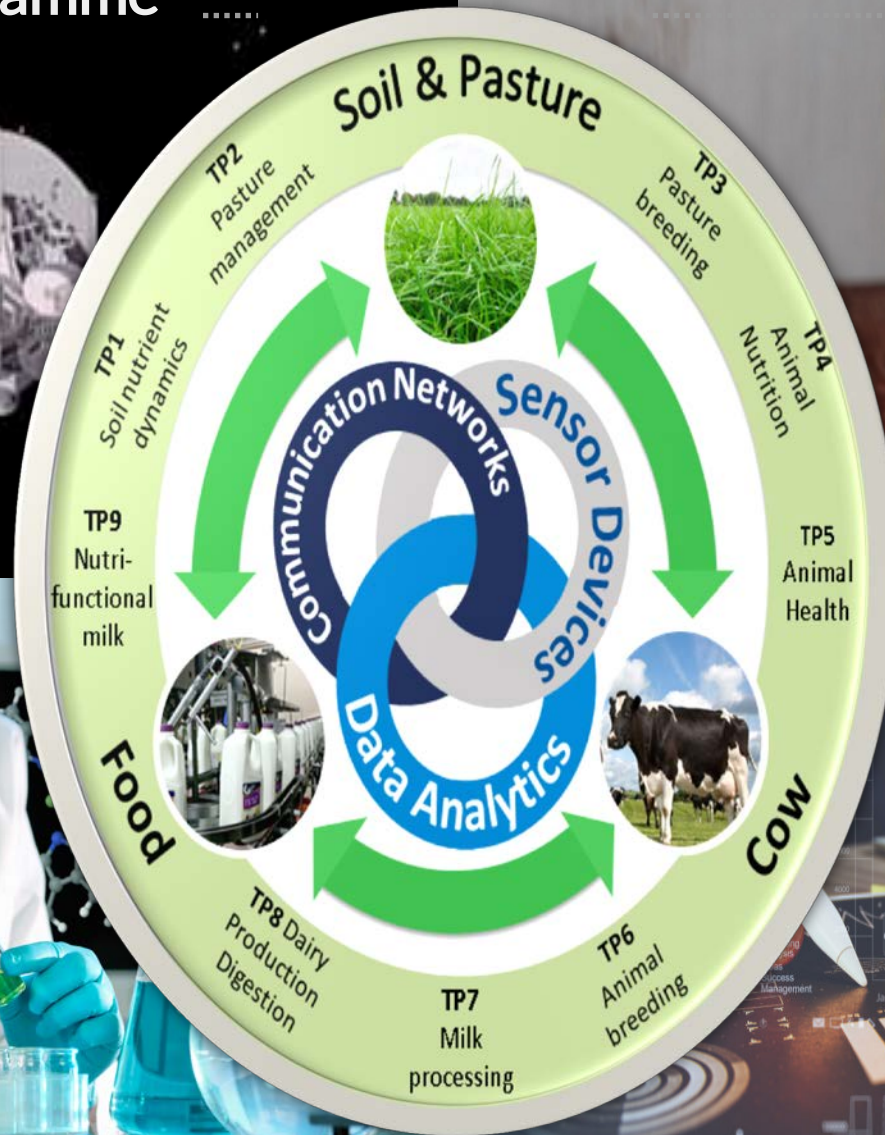 Soil & Pasture
TP1
Soil nutrient
dynamics
TP2
Pasture
management
TP3
Pasture
breeding
TP4
Animal
Nutrition
TP5
Animal
Health
Cow
TP6
Animal
breeding
TP7
Milk
processing
TP8 Dairy
Production
Digestion
Food
TP9
Nutri-
functional
milk
Communication Networks
Sensor Devices
Data Analytics
Success
Management